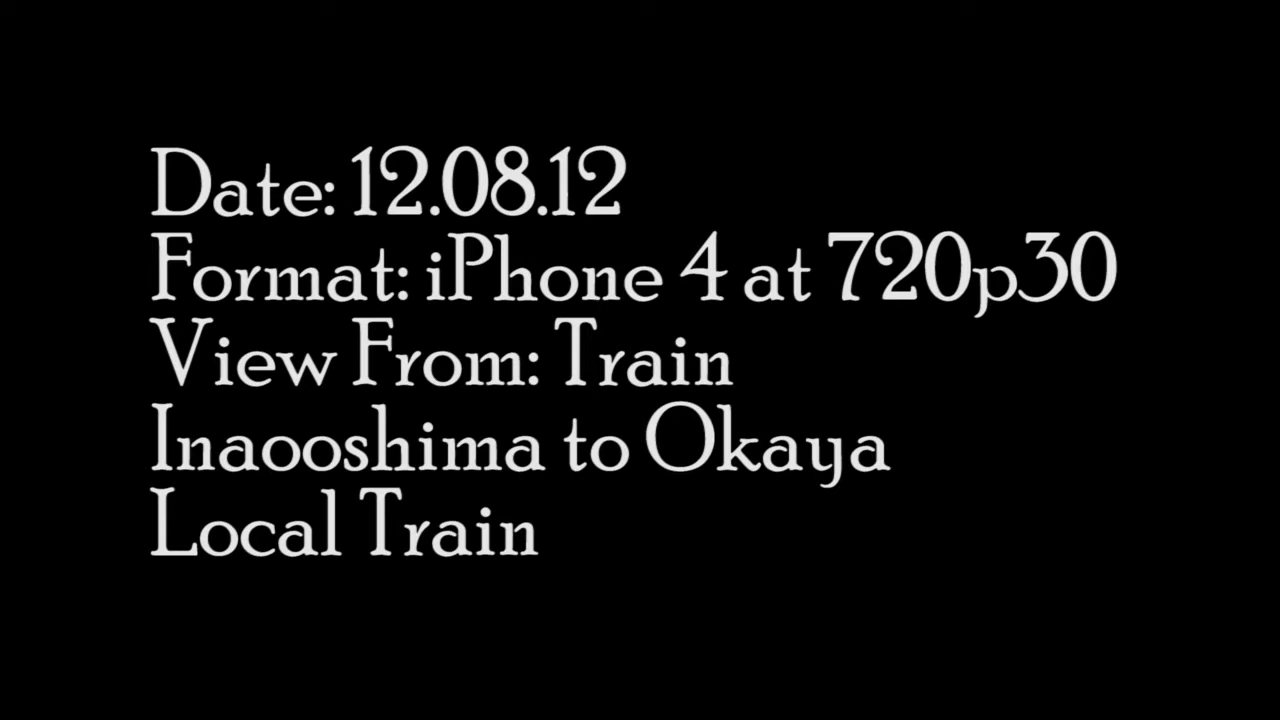 Date: 12.08.12
Format: iPhone 4 at 720p30
View From: Train
Inaooshima to Okaya
Local Train